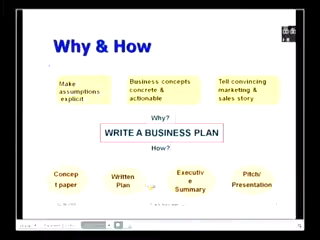 Why & How
Make
assumptions
explicit
Business concepts
concrete &
actionable
Tell convincing
marketing &
sales story
Why?
WRITE A BUSINESS PLAN
How?
Concep
t paper
Written
Plan
Executiv
e
Summary
Pitch/
Presentation